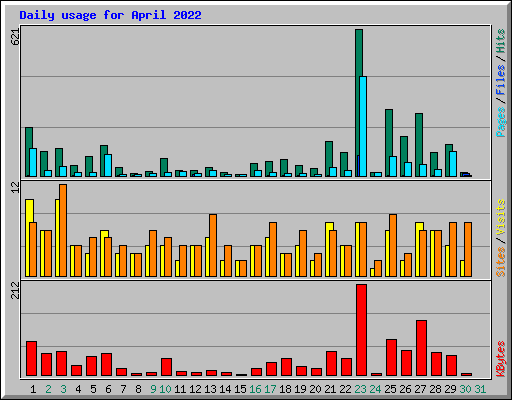 Daily usage for April 2022
621
Pages / Files / Hits
12
Sites / Visits
212
KBytes
1 2 3 4 5 6 7 8 9 10 11 12 13 14 15 16 17 18 19 20 21 22 23 24 25 26 27 28 29 30 31